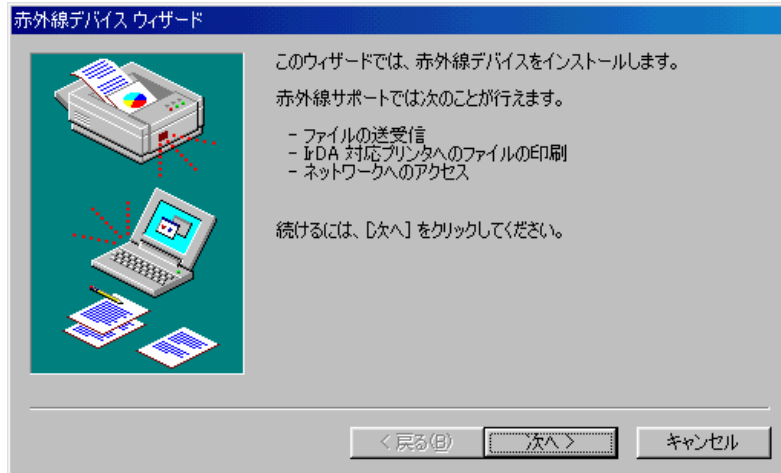 赤外線デバイス ウィザード
このウィザードでは、赤外線デバイスをインストールします。
赤外線サポートでは次のことが行えます。
- ファイルの送受信
- IrDA 対応プリンタへのファイルの印刷
- ネットワークへのアクセス
続けるには、[次へ] をクリックしてください。
< 戻る(B)
次へ >
キャンセル